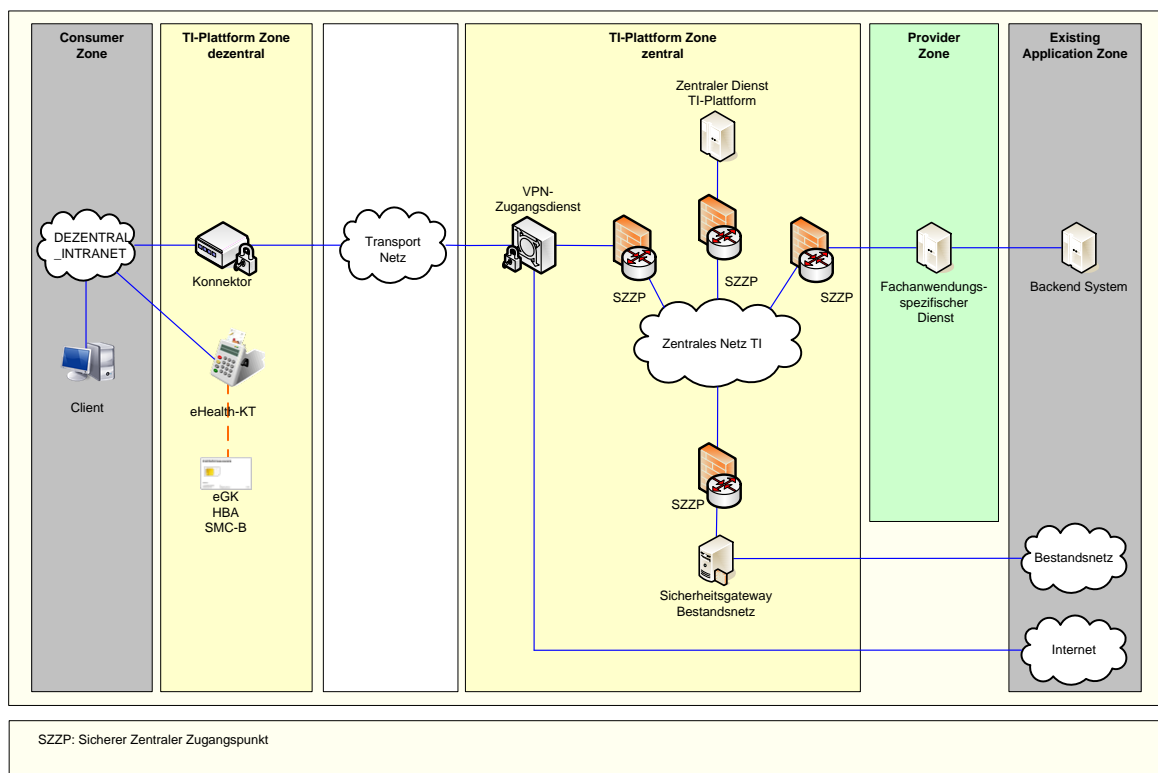 Consumer
Zone
TI-Plattform Zone
dezentral
TI-Plattform Zone
zentral
Provider
Zone
Existing
Application Zone
Zentraler Dienst
TI-Plattform
VPN-
Zugangsdienst
DEZENTRAL
_INTRANET
Konnektor
Transport
Netz
SZZP
SZZP
SZZP
Fachanwendungs-
spezifischer
Dienst
Backend System
Zentrales Netz TI
Client
eHealth-KT
eGK
HBA
SMC-B
SZZP
Sicherheitsgateway
Bestandsnetz
Bestandsnetz
Internet
SZZP: Sicherer Zentraler Zugangspunkt